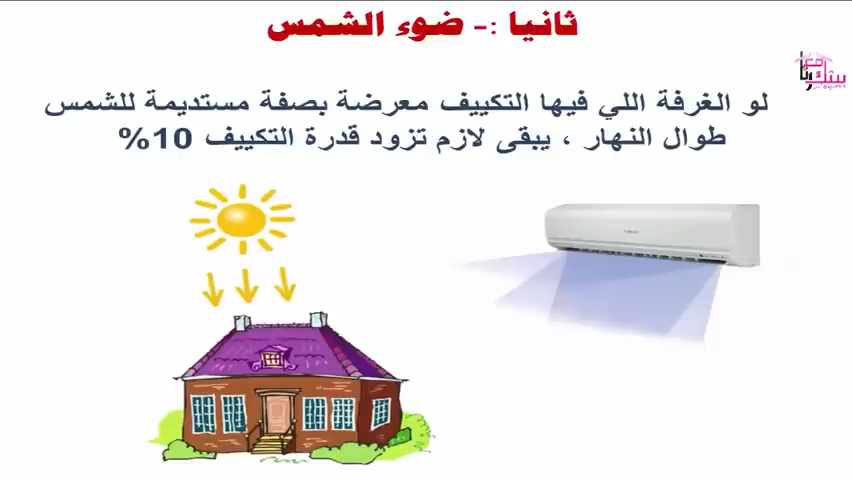 ثانيا :- ضوء الشمس
لو الغرفة اللي فيها التكييف معرضة بصفة مستديمة للشمس
طوال النهار ، يبقى لازم تزود قدرة التكييف 10%